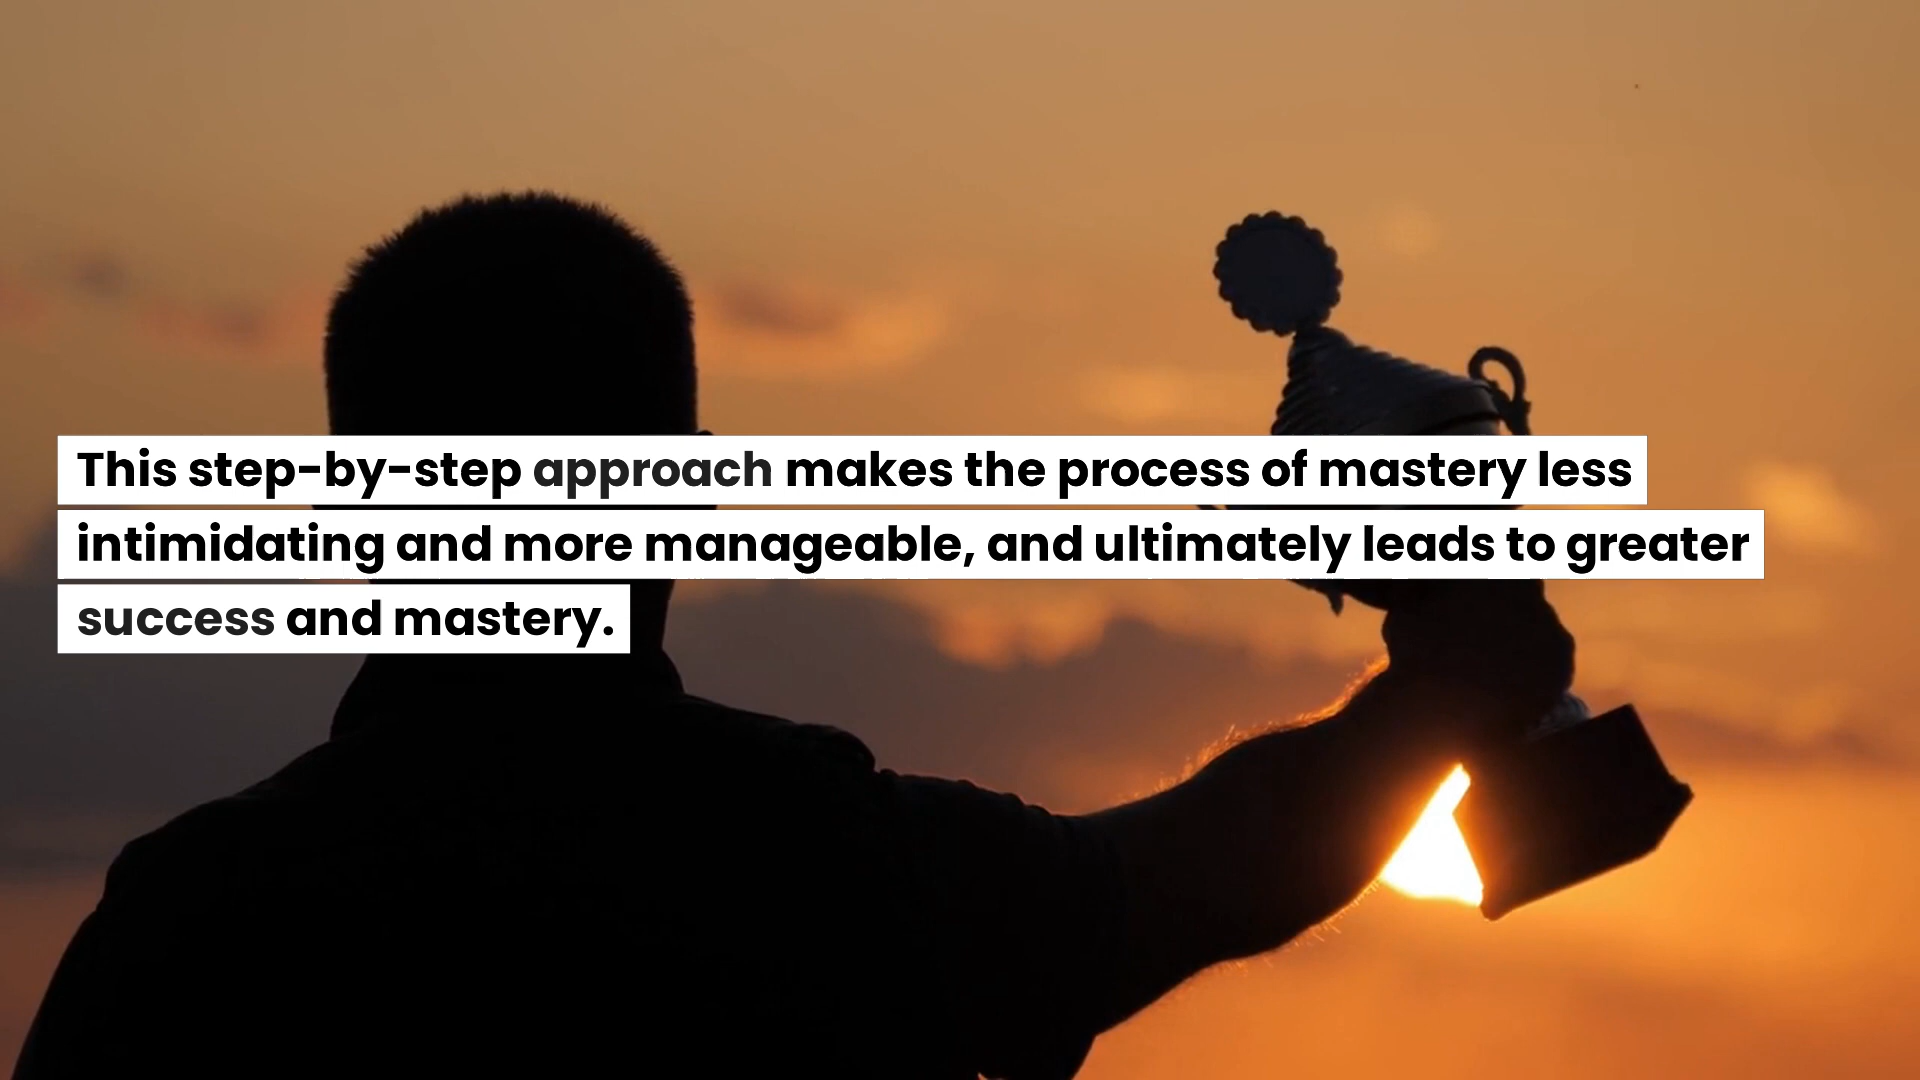 This step-by-step approach makes the process of mastery less
intimidating and more manageable, and ultimately leads to greater
success and mastery.